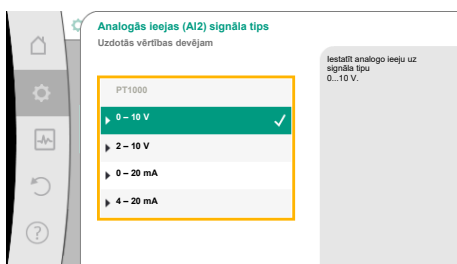 Analogās ieejas (AI2) signāla tips
Uzdotās vērtības devējam
Iestatīt analogo ieeju uz
signāla tipu
0...10 V.
PT1000
0 – 10 V
2 – 10 V
0 – 20 mA
4 – 20 mA
?